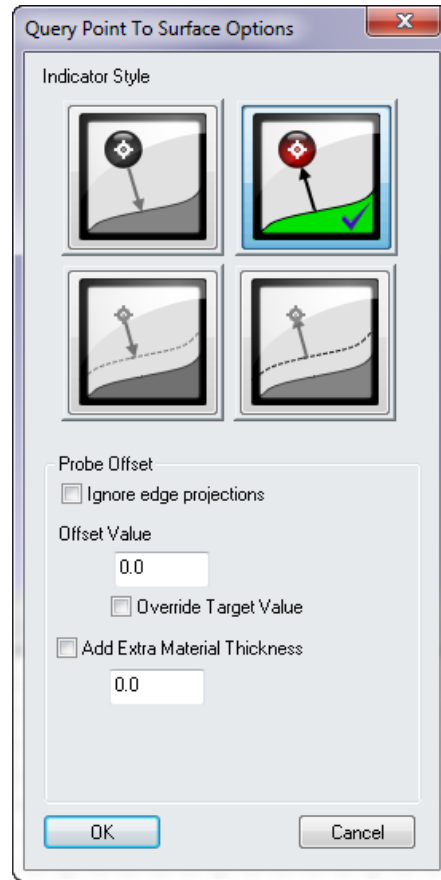 Query Point To Surface Options
Indicator Style
Probe Offset
Ignore edge projections
Offset Value
0.0
Override Target Value
Add Extra Material Thickness
0.0
OK
Cancel